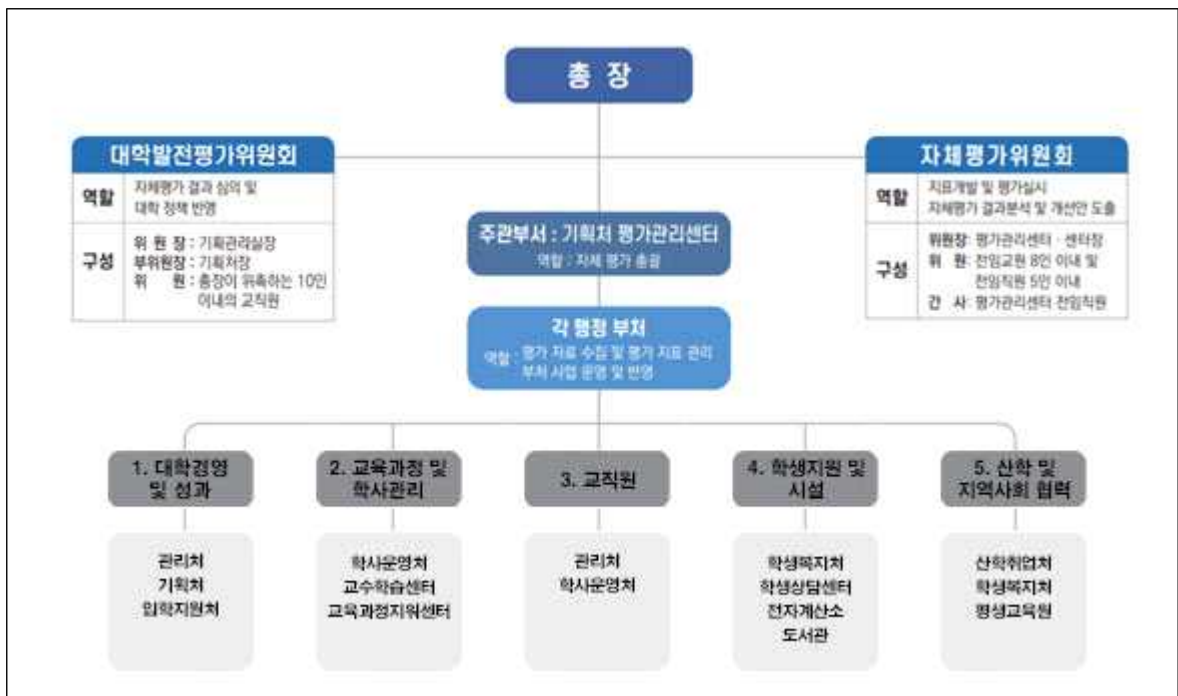 총 장
대학발전평가위원회
역할
자체평가 결과 심의 및
대학 정책 반영
구성
위 원 장 : 기획관리실장
부위원장 : 기획처장
위 원 : 총장이 위촉하는 10인
이내의 교직원
자체평가위원회
역할
지표개발 및 평가실시
자체평가 결과분석 및 개선안 도출
구성
위원장: 평가관리센터 · 센터장
위 원: 전임교원 8인 이내 및
전임직원 5인 이내
간 사: 평가관리센터 전임직원
주관부서 : 기획처 평가관리센터
역할 : 자체 평가 총괄
각 행정 부처
역할 : 평가 자료 수집 및 평가 지표 관리
부처 사업 운영 및 반영
1. 대학경영
및 성과
관리처
기획처
입학지원처
2. 교육과정 및
학사관리
학사운영처
교수학습센터
교육과정지워센터
3. 교직원
관리처
학사운영처
4. 학생지원 및
시설
학생복지처
학생상담센터
전자계산소
도서관
5. 산학 및
지역사회 협력
산학취업처
학생복지처
평생교육원